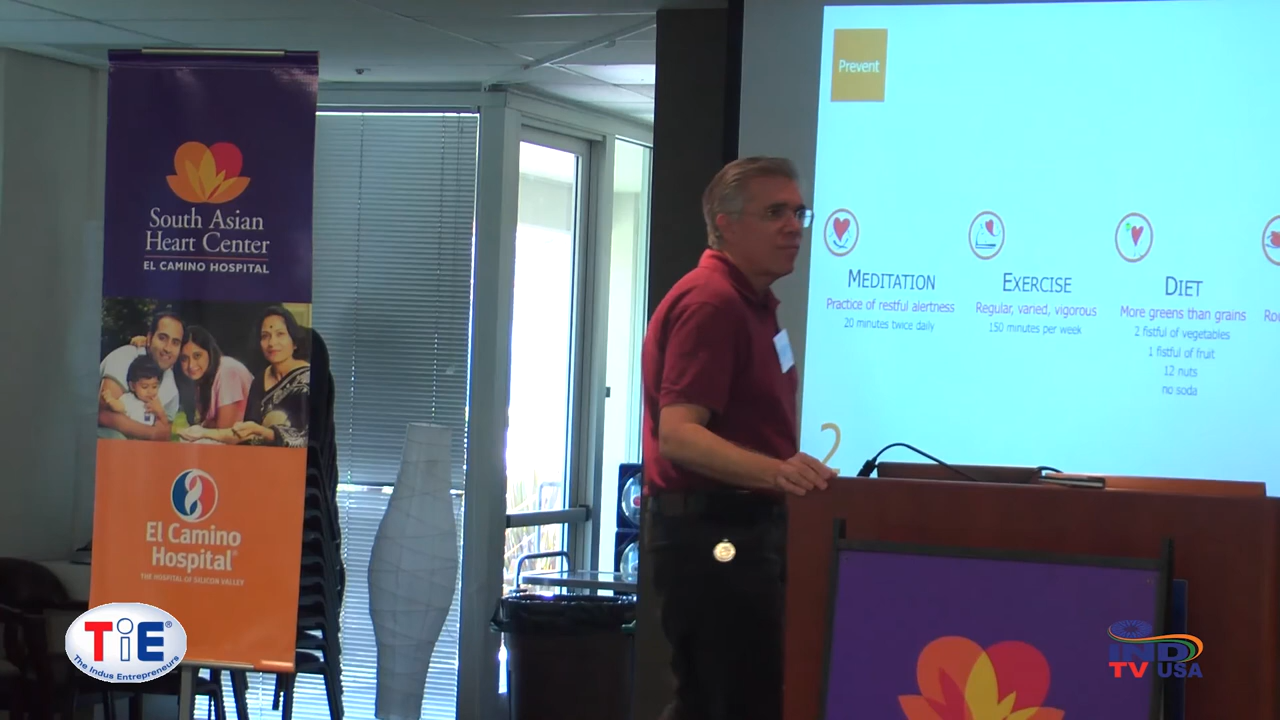 South Asian
Heart Center
EL CAMINO HOSPITAL
El Camino
Hospital®
THE HOSPITAL OF SILICON VALLEY
TiE®
The Indus Entrepreneurs
Prevent
MEDITATION
Practice of restful alertness
20 minutes twice daily
EXERCISE
Regular, varied, vigorous
150 minutes per week
DIET
More greens than grains
2 fistful of vegetables
1 fistful of fruit
12 nuts
no soda
2
IND
TV USA